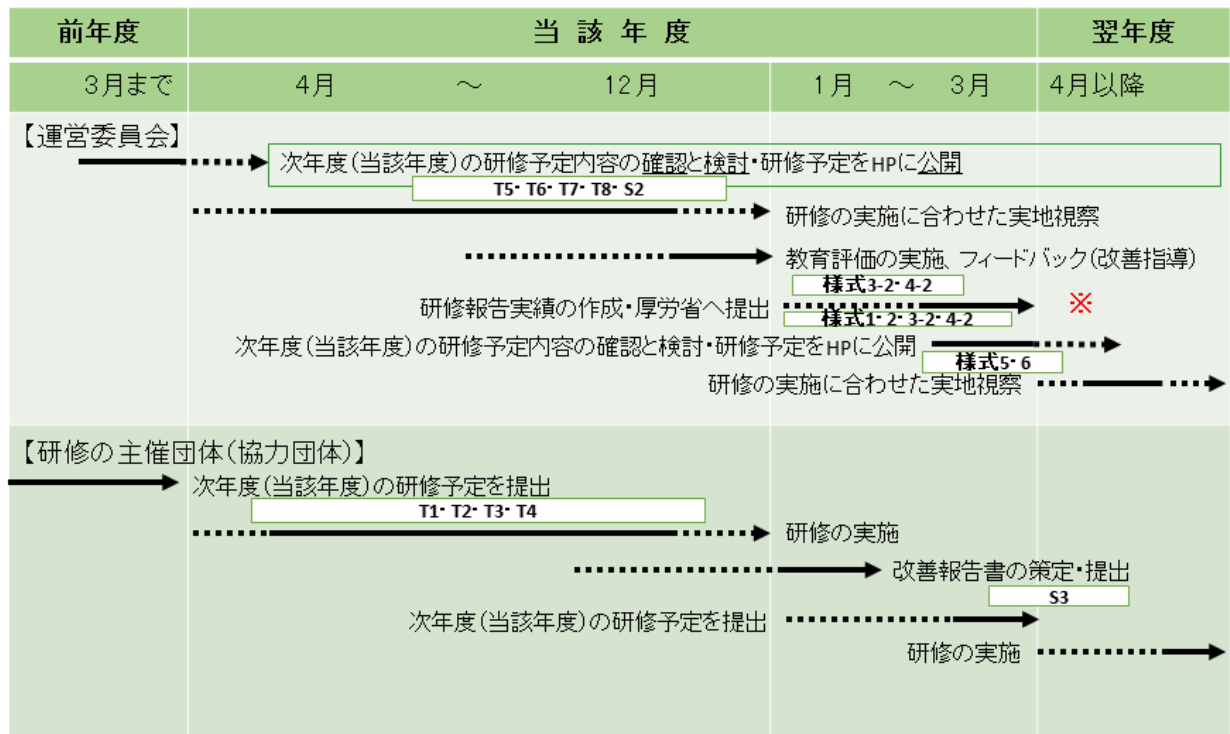 前年度 当該年度 翌年度
3月まで 4月 ～ 12月 1月 ～ 3月 4月以降
【運営委員会】
次年度(当該年度)の研修予定内容の確認と検討・研修予定をHPに公開
T5・T6・T7・T8・S2
研修の実施に合わせた実地視察
教育評価の実施、フィードバック(改善指導)
様式3-2・4-2
研修報告実績の作成・厚労省へ提出 ※
様式1・2・3-2・4-2
次年度(当該年度)の研修予定内容の確認と検討・研修予定をHPに公開
様式5・6
研修の実施に合わせた実地視察
【研修の主催団体(協力団体)】
次年度(当該年度)の研修予定を提出
T1・T2・T3・T4
研修の実施
改善報告書の策定・提出
S3
次年度(当該年度)の研修予定を提出
研修の実施